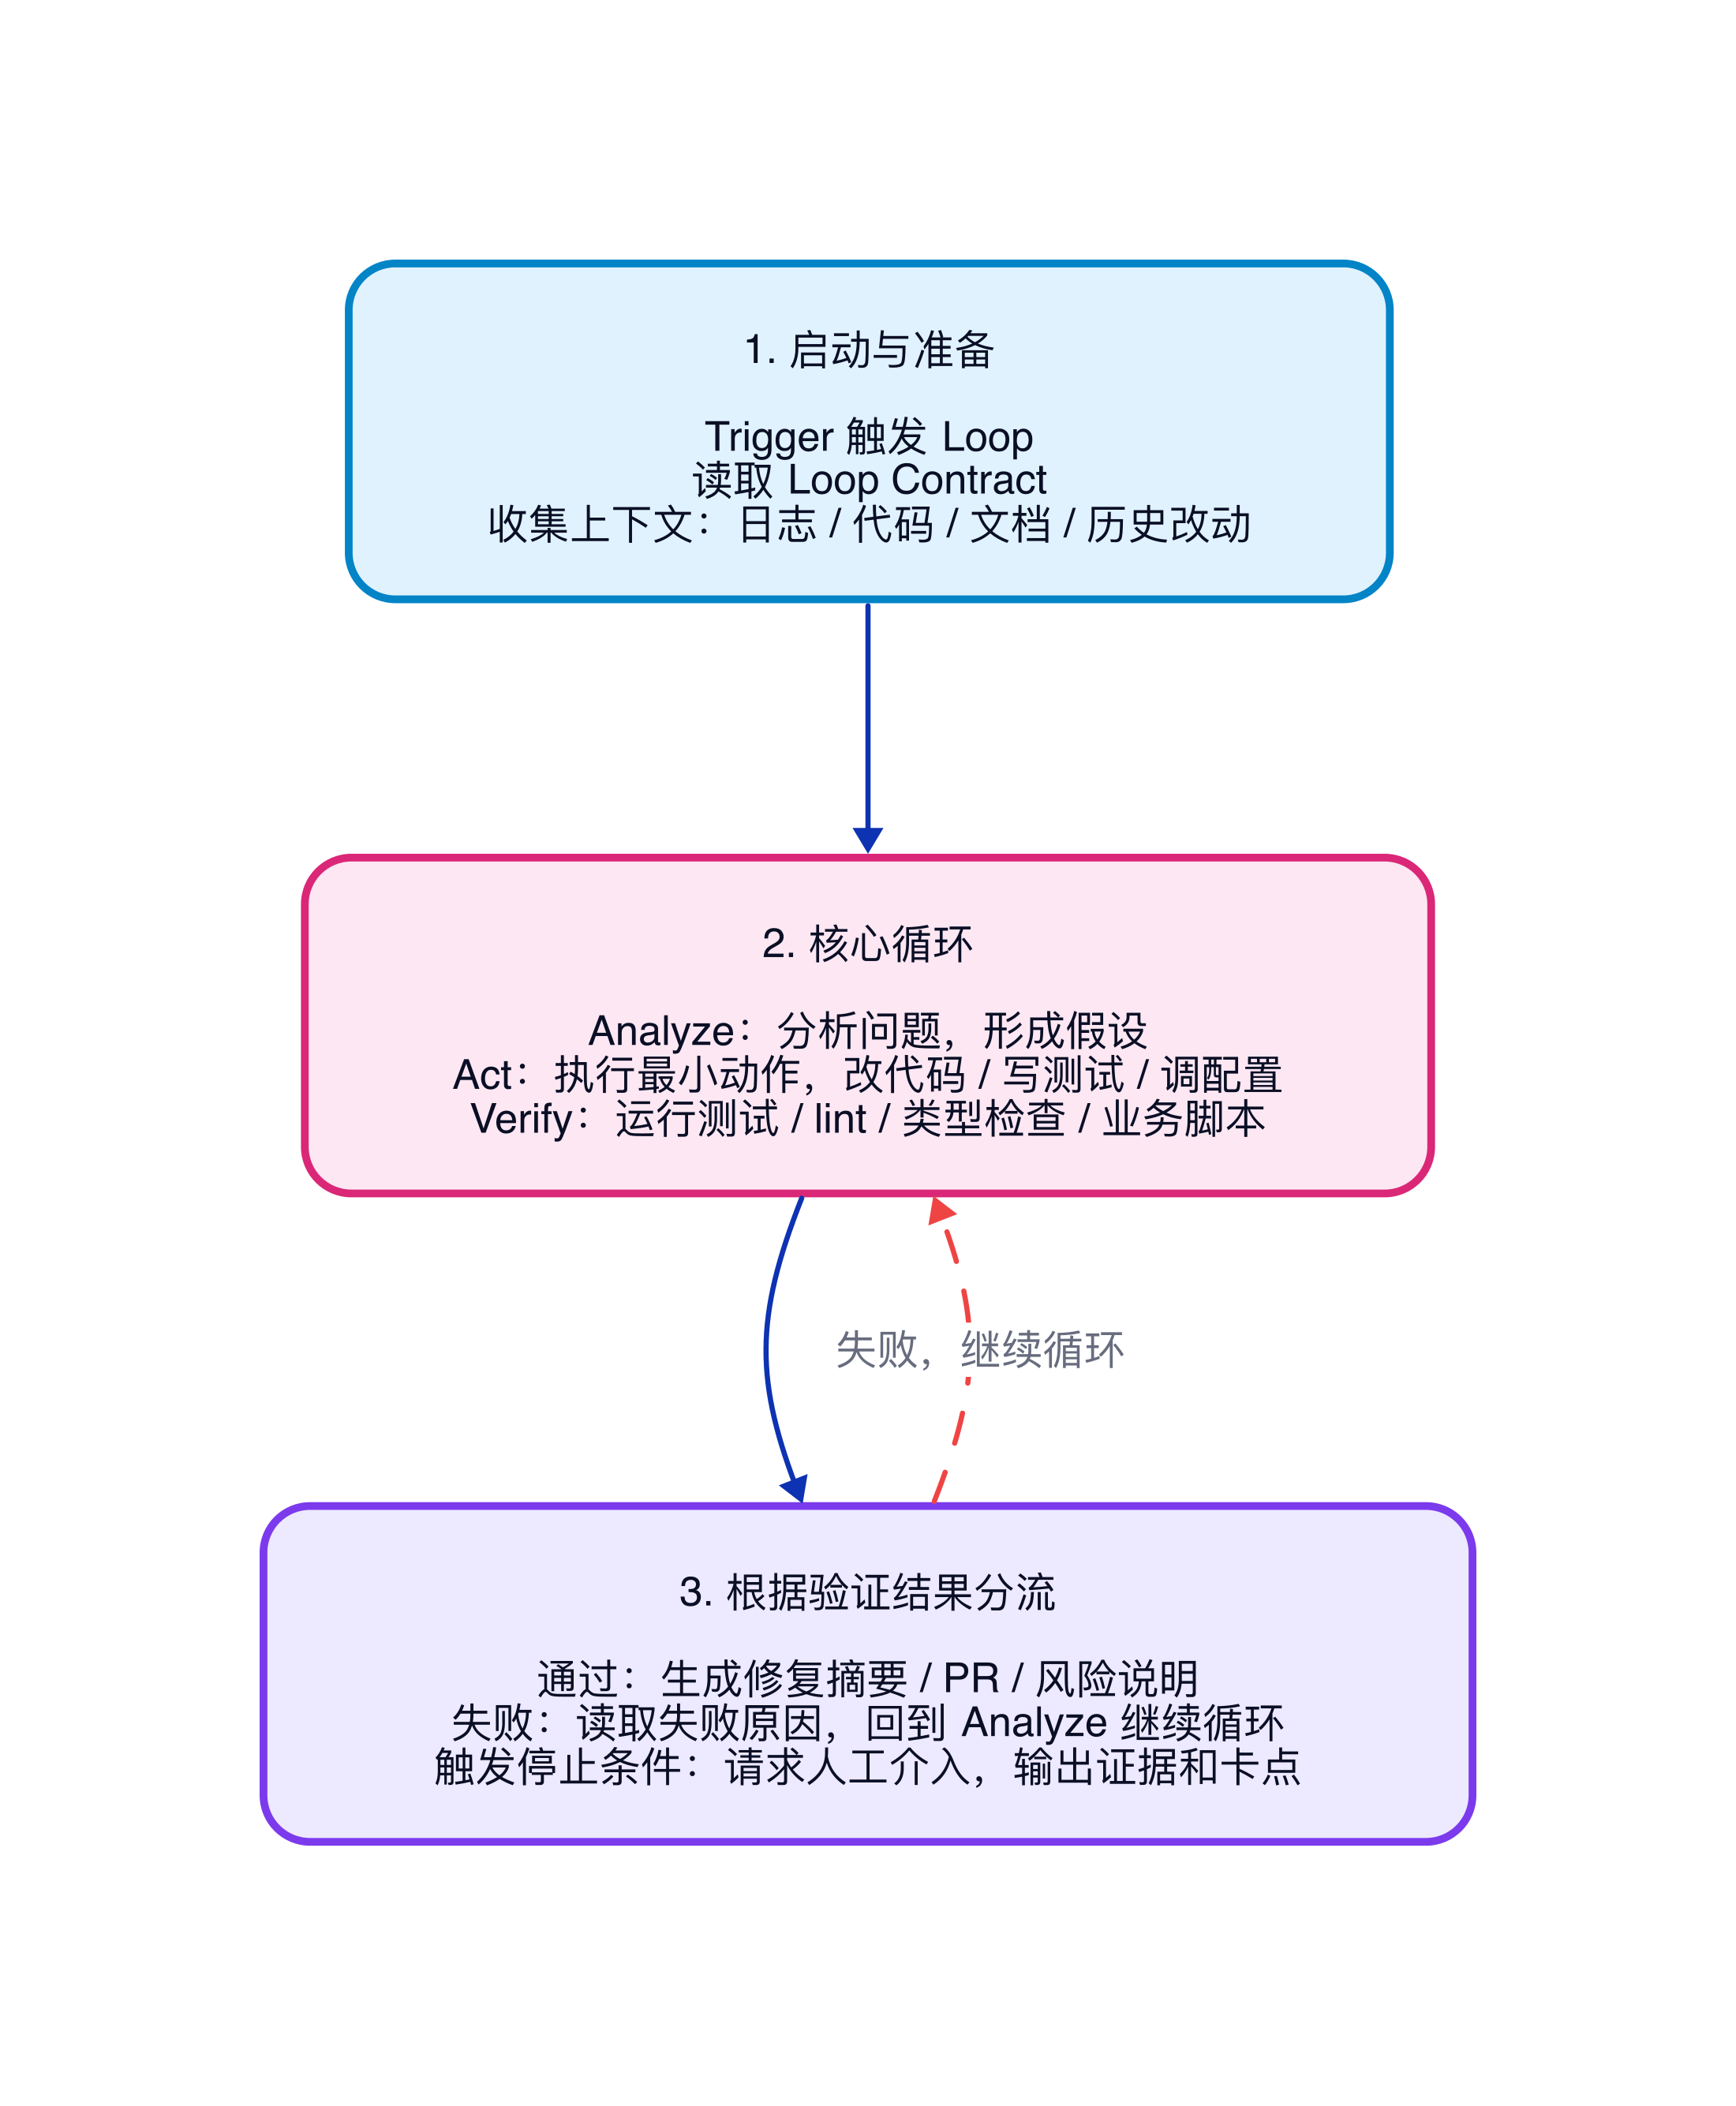 1. 启动与准备
Trigger 触发 Loop
读取 Loop Contract
收集上下文：日志 / 代码 / 文档 / 历史改动
2. 核心循环
Analyze：分析问题，形成假设
Act：执行最小动作，改代码 / 写测试 / 调配置
Verify：运行测试 / lint / 类型检查 / 业务脚本
失败，继续循环
3. 根据验证结果分流
通过：生成修复摘要 / PR / 风险说明
失败：读取失败原因，回到 Analyze 继续循环
触发停止条件：请求人工介入，输出证据和卡点